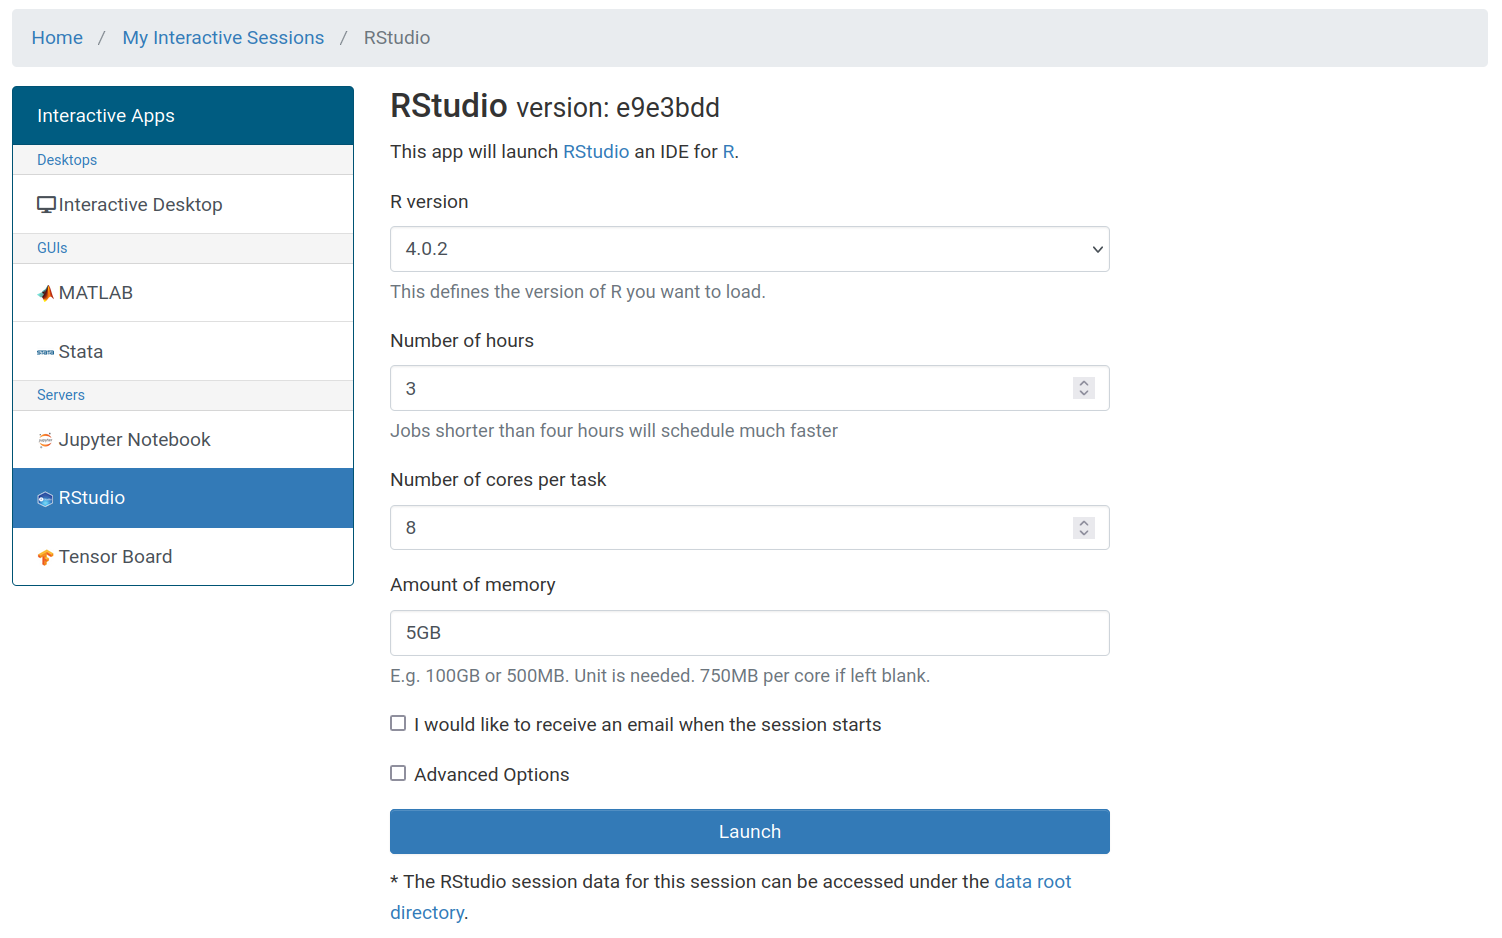 Home / My Interactive Sessions / RStudio
Interactive Apps
Desktops
Interactive Desktop
GUIs
MATLAB
Stata
Servers
Jupyter Notebook
RStudio
Tensor Board
RStudio version: e9e3bdd
This app will launch RStudio an IDE for R.
R version
4.0.2
This defines the version of R you want to load.
Number of hours
3
Jobs shorter than four hours will schedule much faster
Number of cores per task
8
Amount of memory
5GB
E.g. 100GB or 500MB. Unit is needed. 750MB per core if left blank.
I would like to receive an email when the session starts
Advanced Options
Launch
* The RStudio session data for this session can be accessed under the data root
directory.